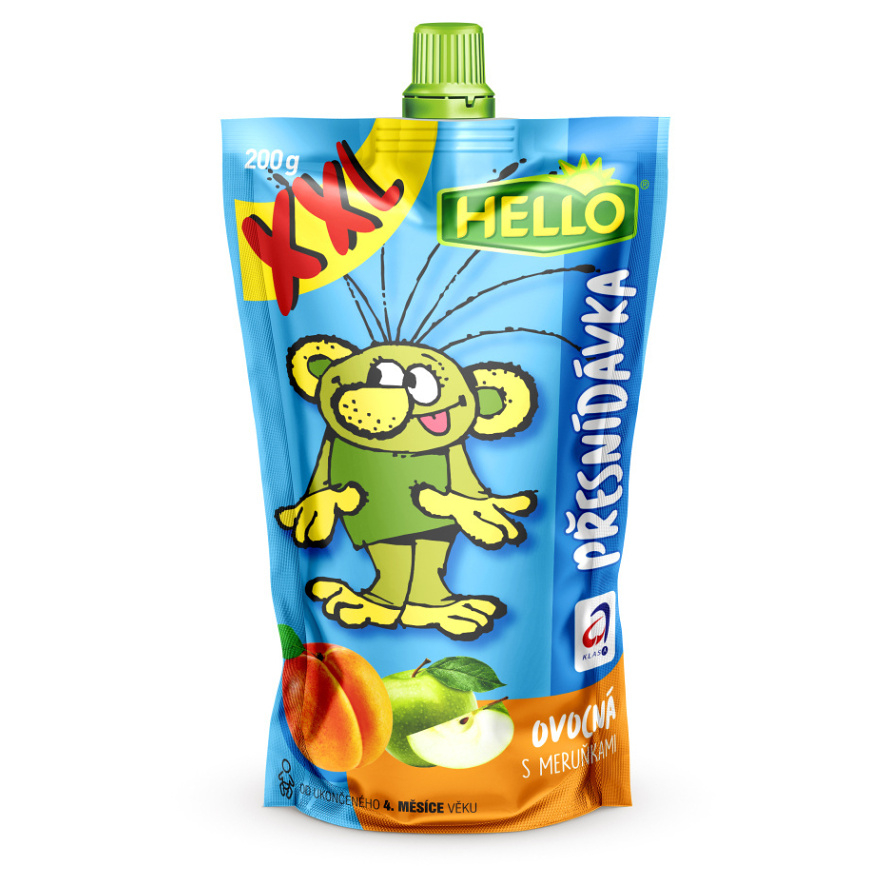 200g
XXL
HELLO®
PŘESNÍDÁVKA
KLASA
OVOCNÁ
S MERUŇKAMI
OD UKONČENÉHO 4. MĚSÍCE VĚKU